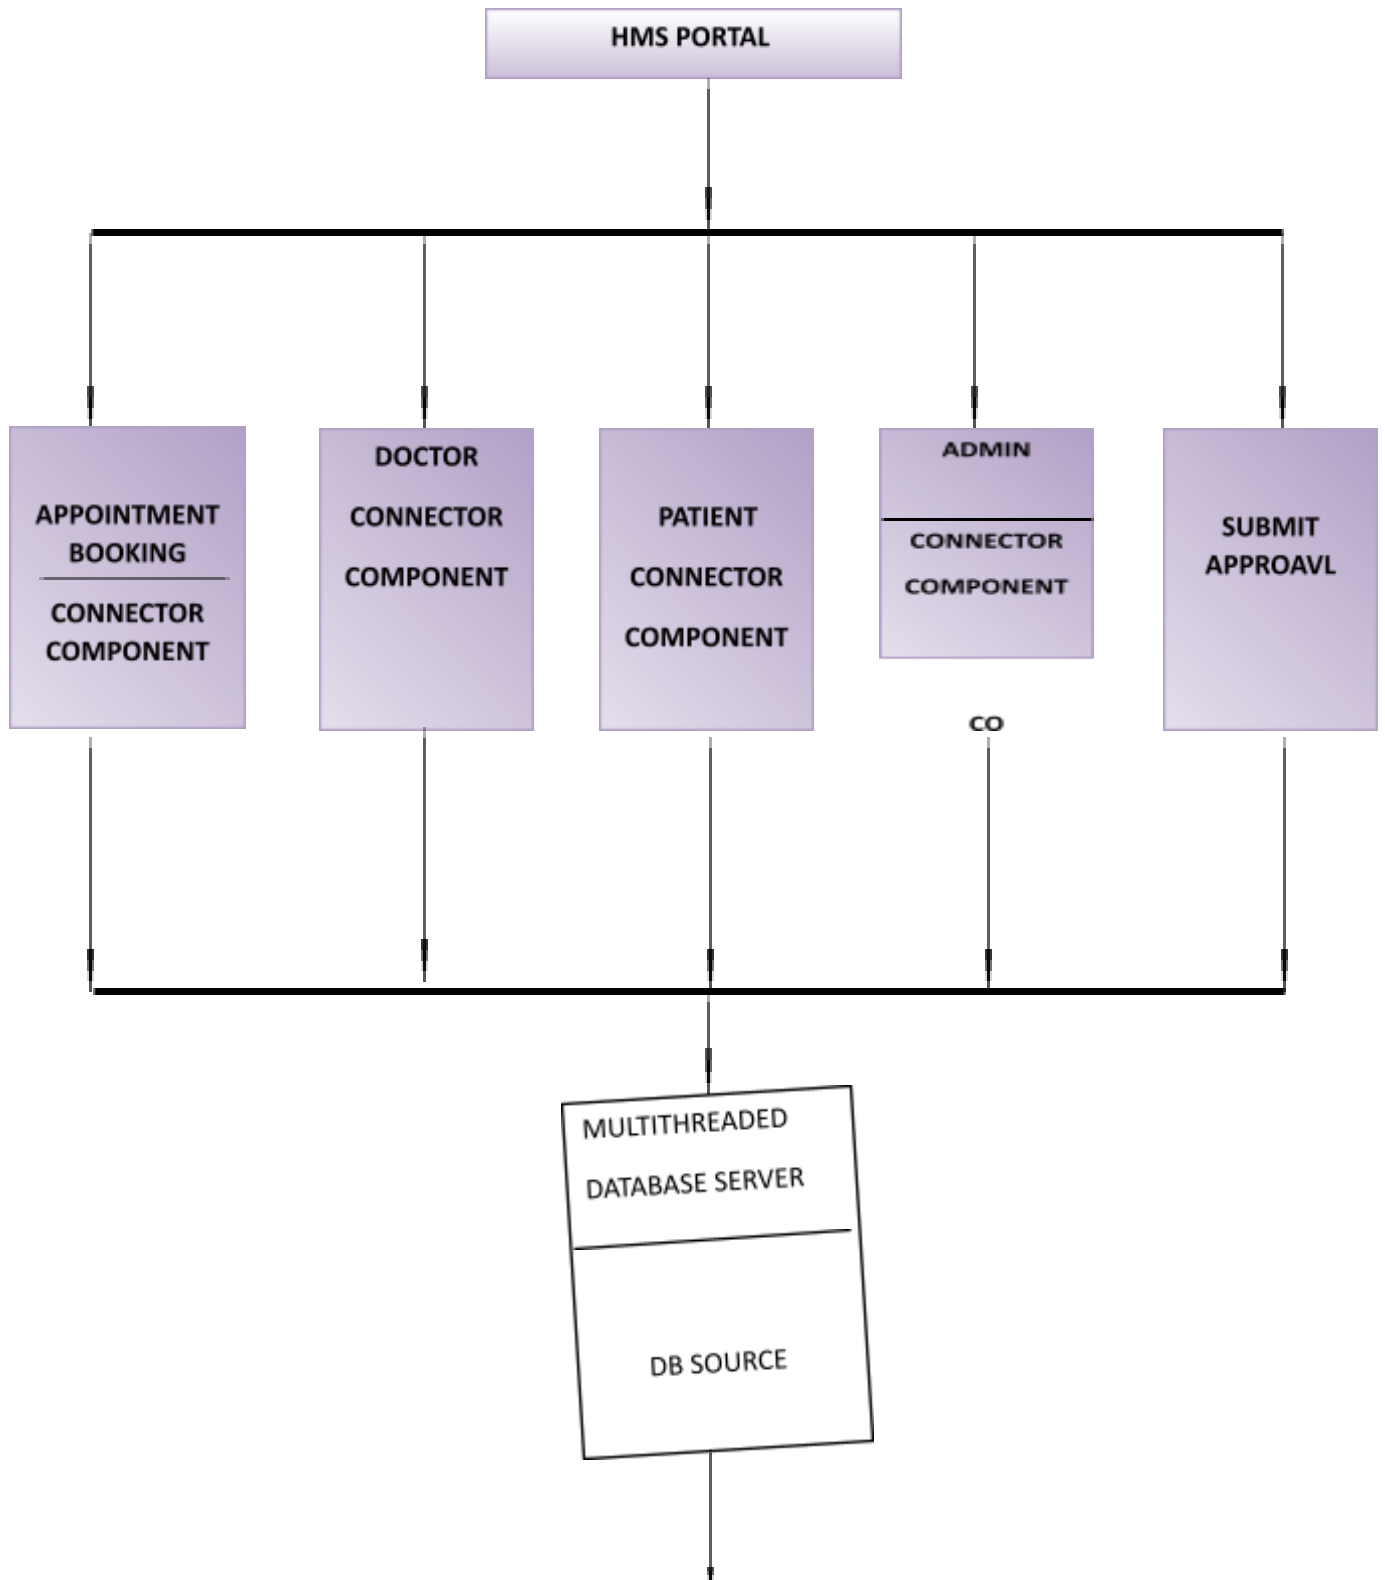 HMS PORTAL
APPOINTMENT
BOOKING
CONNECTOR
COMPONENT
DOCTOR
CONNECTOR
COMPONENT
PATIENT
CONNECTOR
COMPONENT
ADMIN
CONNECTOR
COMPONENT
CO
SUBMIT
APPROAVL
MULTITHREADED
DATABASE SERVER
DB SOURCE